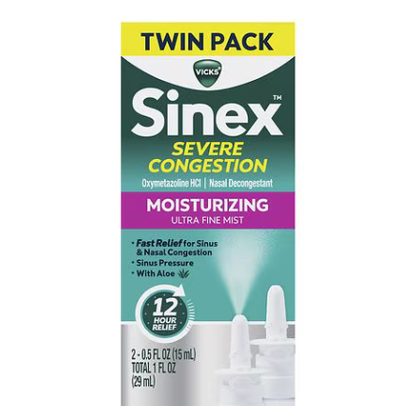 TWIN PACK
VICKS
Sinex™
SEVERE
CONGESTION
Oxymetazoline HCl | Nasal Decongestant
MOISTURIZING
ULTRA FINE MIST
• Fast Relief for Sinus
& Nasal Congestion
• Sinus Pressure
• With Aloe
12
HOUR
RELIEF
2 - 0.5 FL OZ (15 mL)
TOTAL 1 FL OZ
(29 mL)